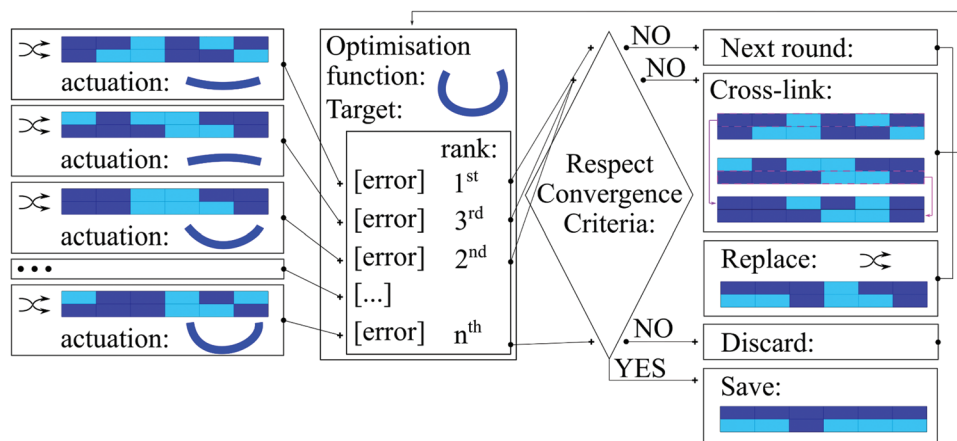 actuation:
actuation:
actuation:
•••
actuation:
Optimisation
function:
Target:
rank:
[error] 1st
[error] 3rd
[error] 2nd
[...]
[error] nth
Respect
Convergence
Criteria:
NO
NO
NO
YES
Next round:
Cross-link:
Replace:
Discard:
Save: